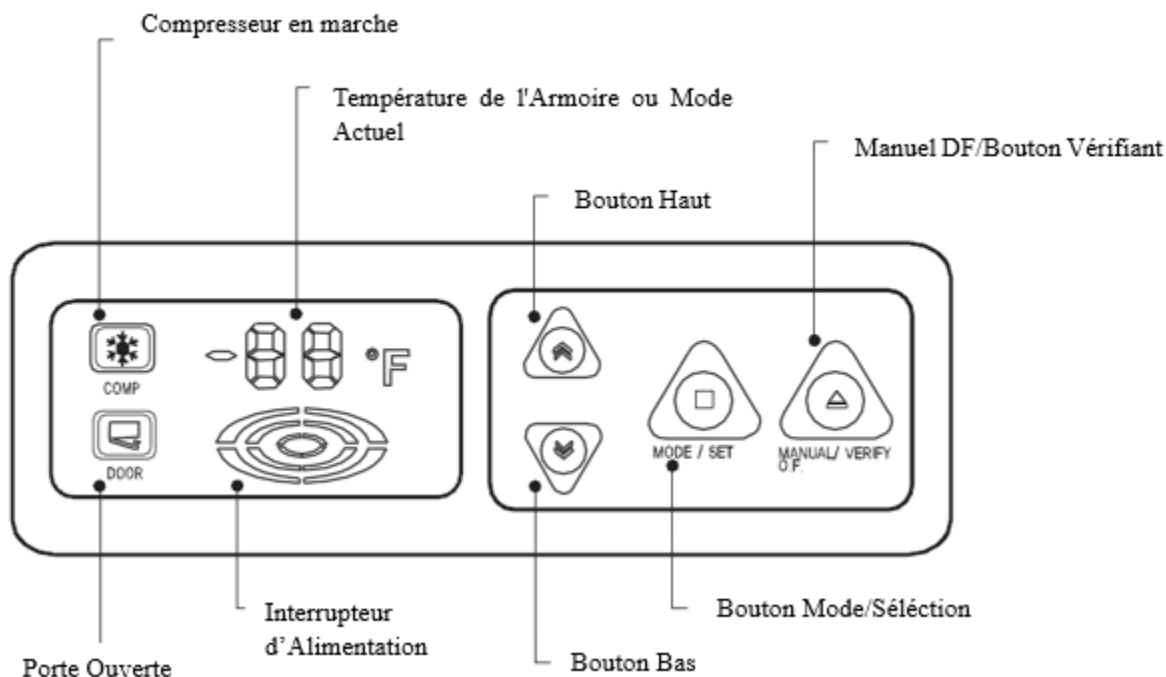 Compresseur en marche
Température de l'Armoire ou Mode
Actuel
Manuel DF/Bouton Vérifiant
Bouton Haut
-88 °F
COMP
DOOR
MODE / SET
MANUAL/ VERIFY
O.F.
Interrupteur
d’Alimentation
Bouton Mode/Séléction
Bouton Bas
Porte Ouverte